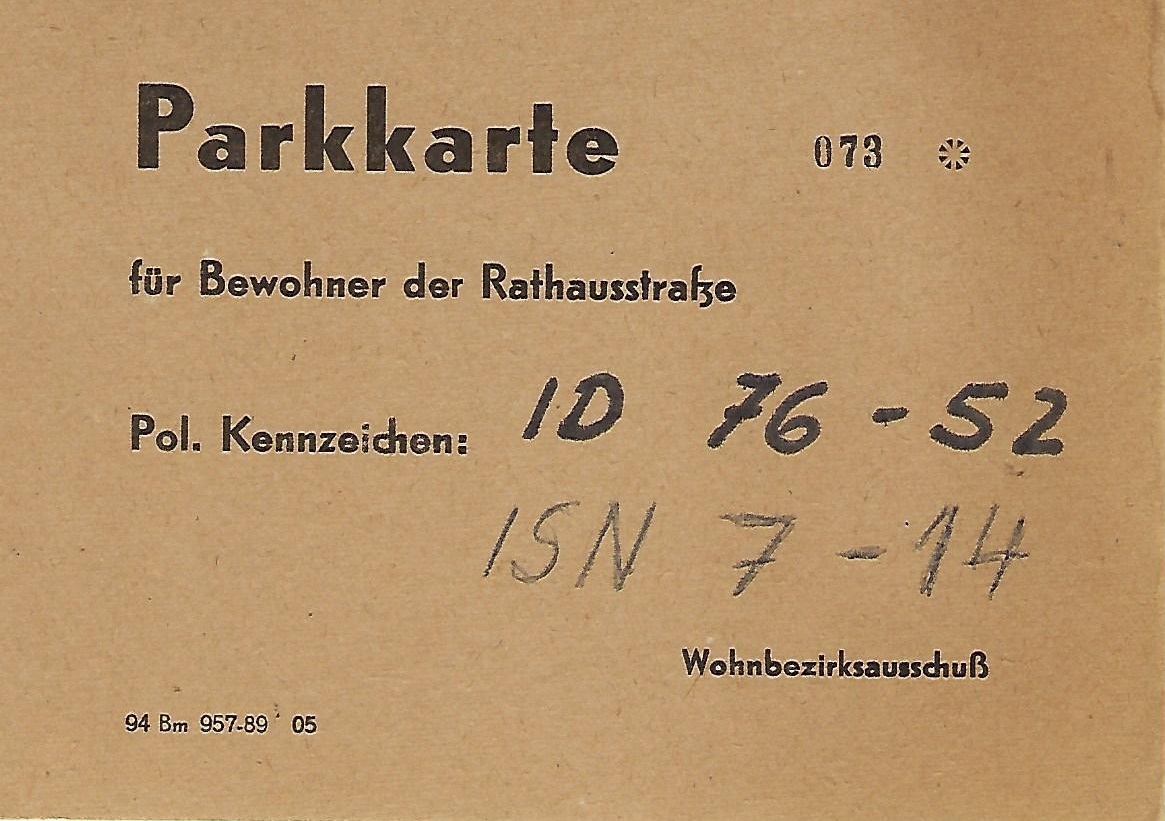 Parkkarte 073 *
für Bewohner der Rathausstraße
Pol. Kennzeichen: ID 76-52
ISN 7-14
Wohnbezirksausschuß
94 Bm 957-89 05